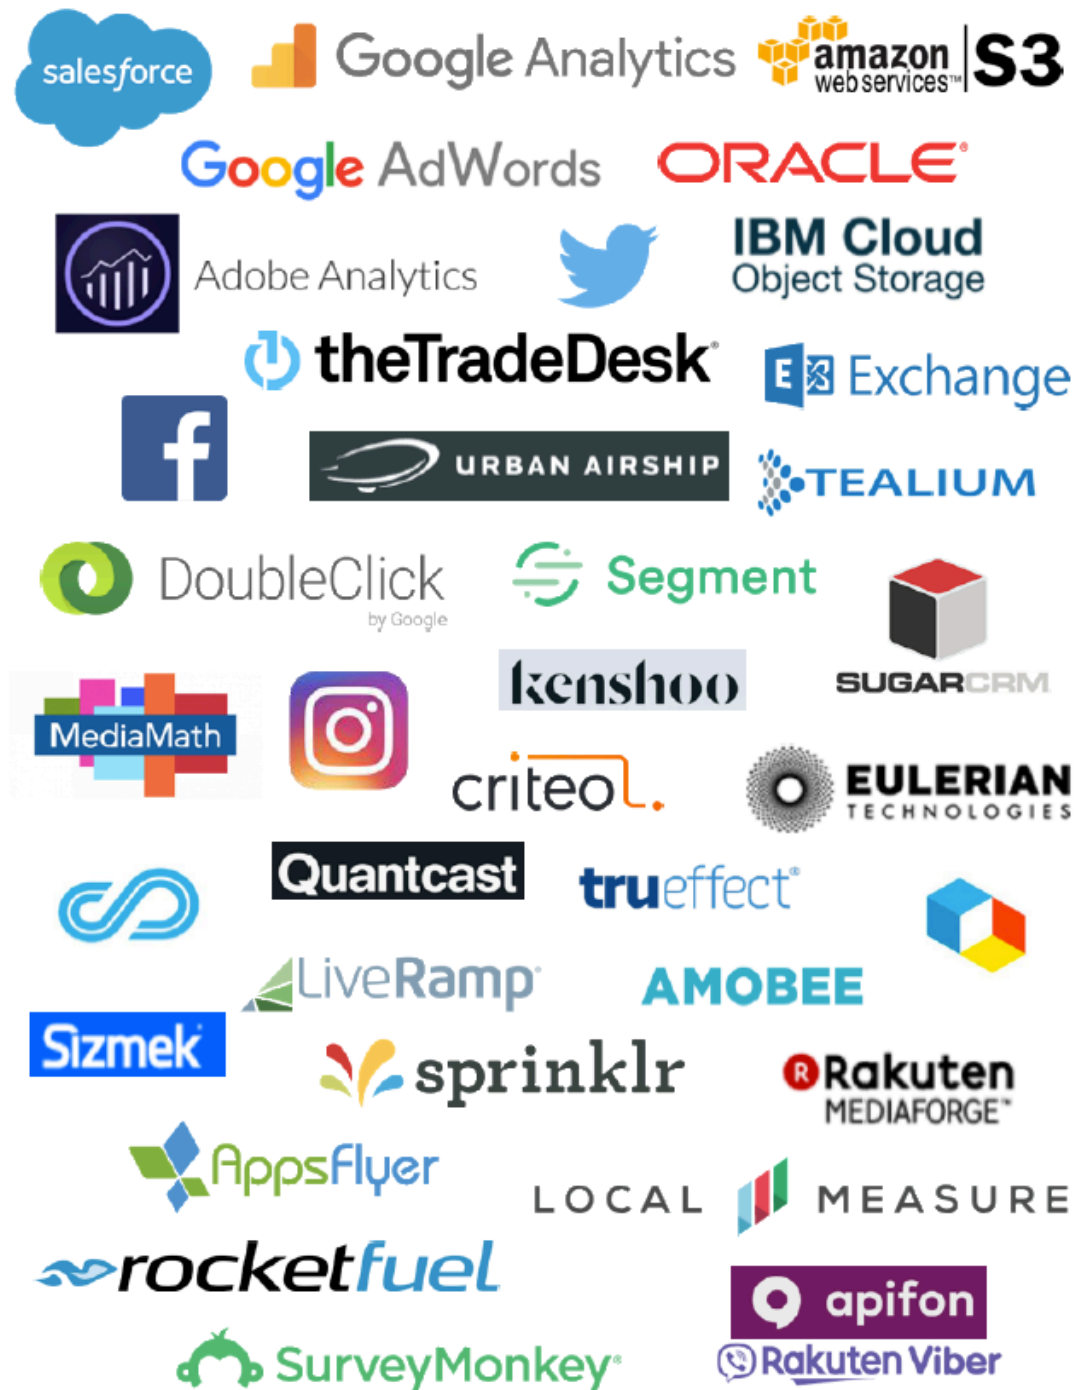 salesforce
Google Analytics
amazon
web services™
S3
Google AdWords
ORACLE®
Adobe Analytics
IBM Cloud
Object Storage
theTradeDesk®
E
Exchange
f
URBAN AIRSHIP
TEALIUM
DoubleClick
by Google
Segment
SUGARCRM
kenshoo
MediaMath
criteo
EULERIAN
TECHNOLOGIES
Quantcast
trueffect®
LiveRamp
AMOBEE
Sizmek
sprinklr
R Rakuten
MEDIAFORGE™
AppsFlyer
LOCAL MEASURE
rocketfuel
apifon
SurveyMonkey®
Rakuten Viber